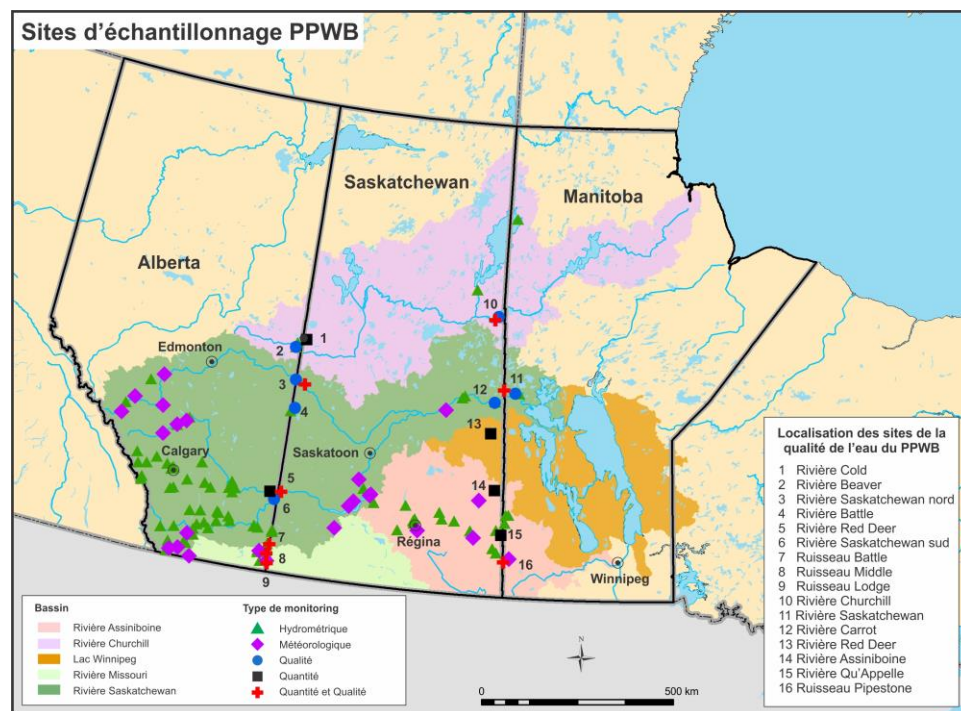 Sites d'échantillonnage PPWB
Saskatchewan
Manitoba
Alberta
10
1
2
Edmonton
3
11
12
4
13
Saskatoon
Calgary
5
14
6
7
Régina
15
8
16
Winnipeg
9
Localisation des sites de la
qualité de l'eau du PPWB
1 Rivière Cold
2 Rivière Beaver
3 Rivière Saskatchewan nord
4 Rivière Battle
5 Rivière Red Deer
6 Rivière Saskatchewan sud
7 Ruisseau Battle
8 Ruisseau Middle
9 Ruisseau Lodge
10 Rivière Churchill
11 Rivière Saskatchewan
12 Rivière Carrot
13 Rivière Red Deer
14 Rivière Assiniboine
15 Rivière Qu'Appelle
16 Ruisseau Pipestone
Bassin
Rivière Assiniboine
Rivière Churchill
Lac Winnipeg
Rivière Missouri
Rivière Saskatchewan
Type de monitoring
Hydrométrique
Météorologique
Qualité
Quantité
Quantité et Qualité
N
0
500 km